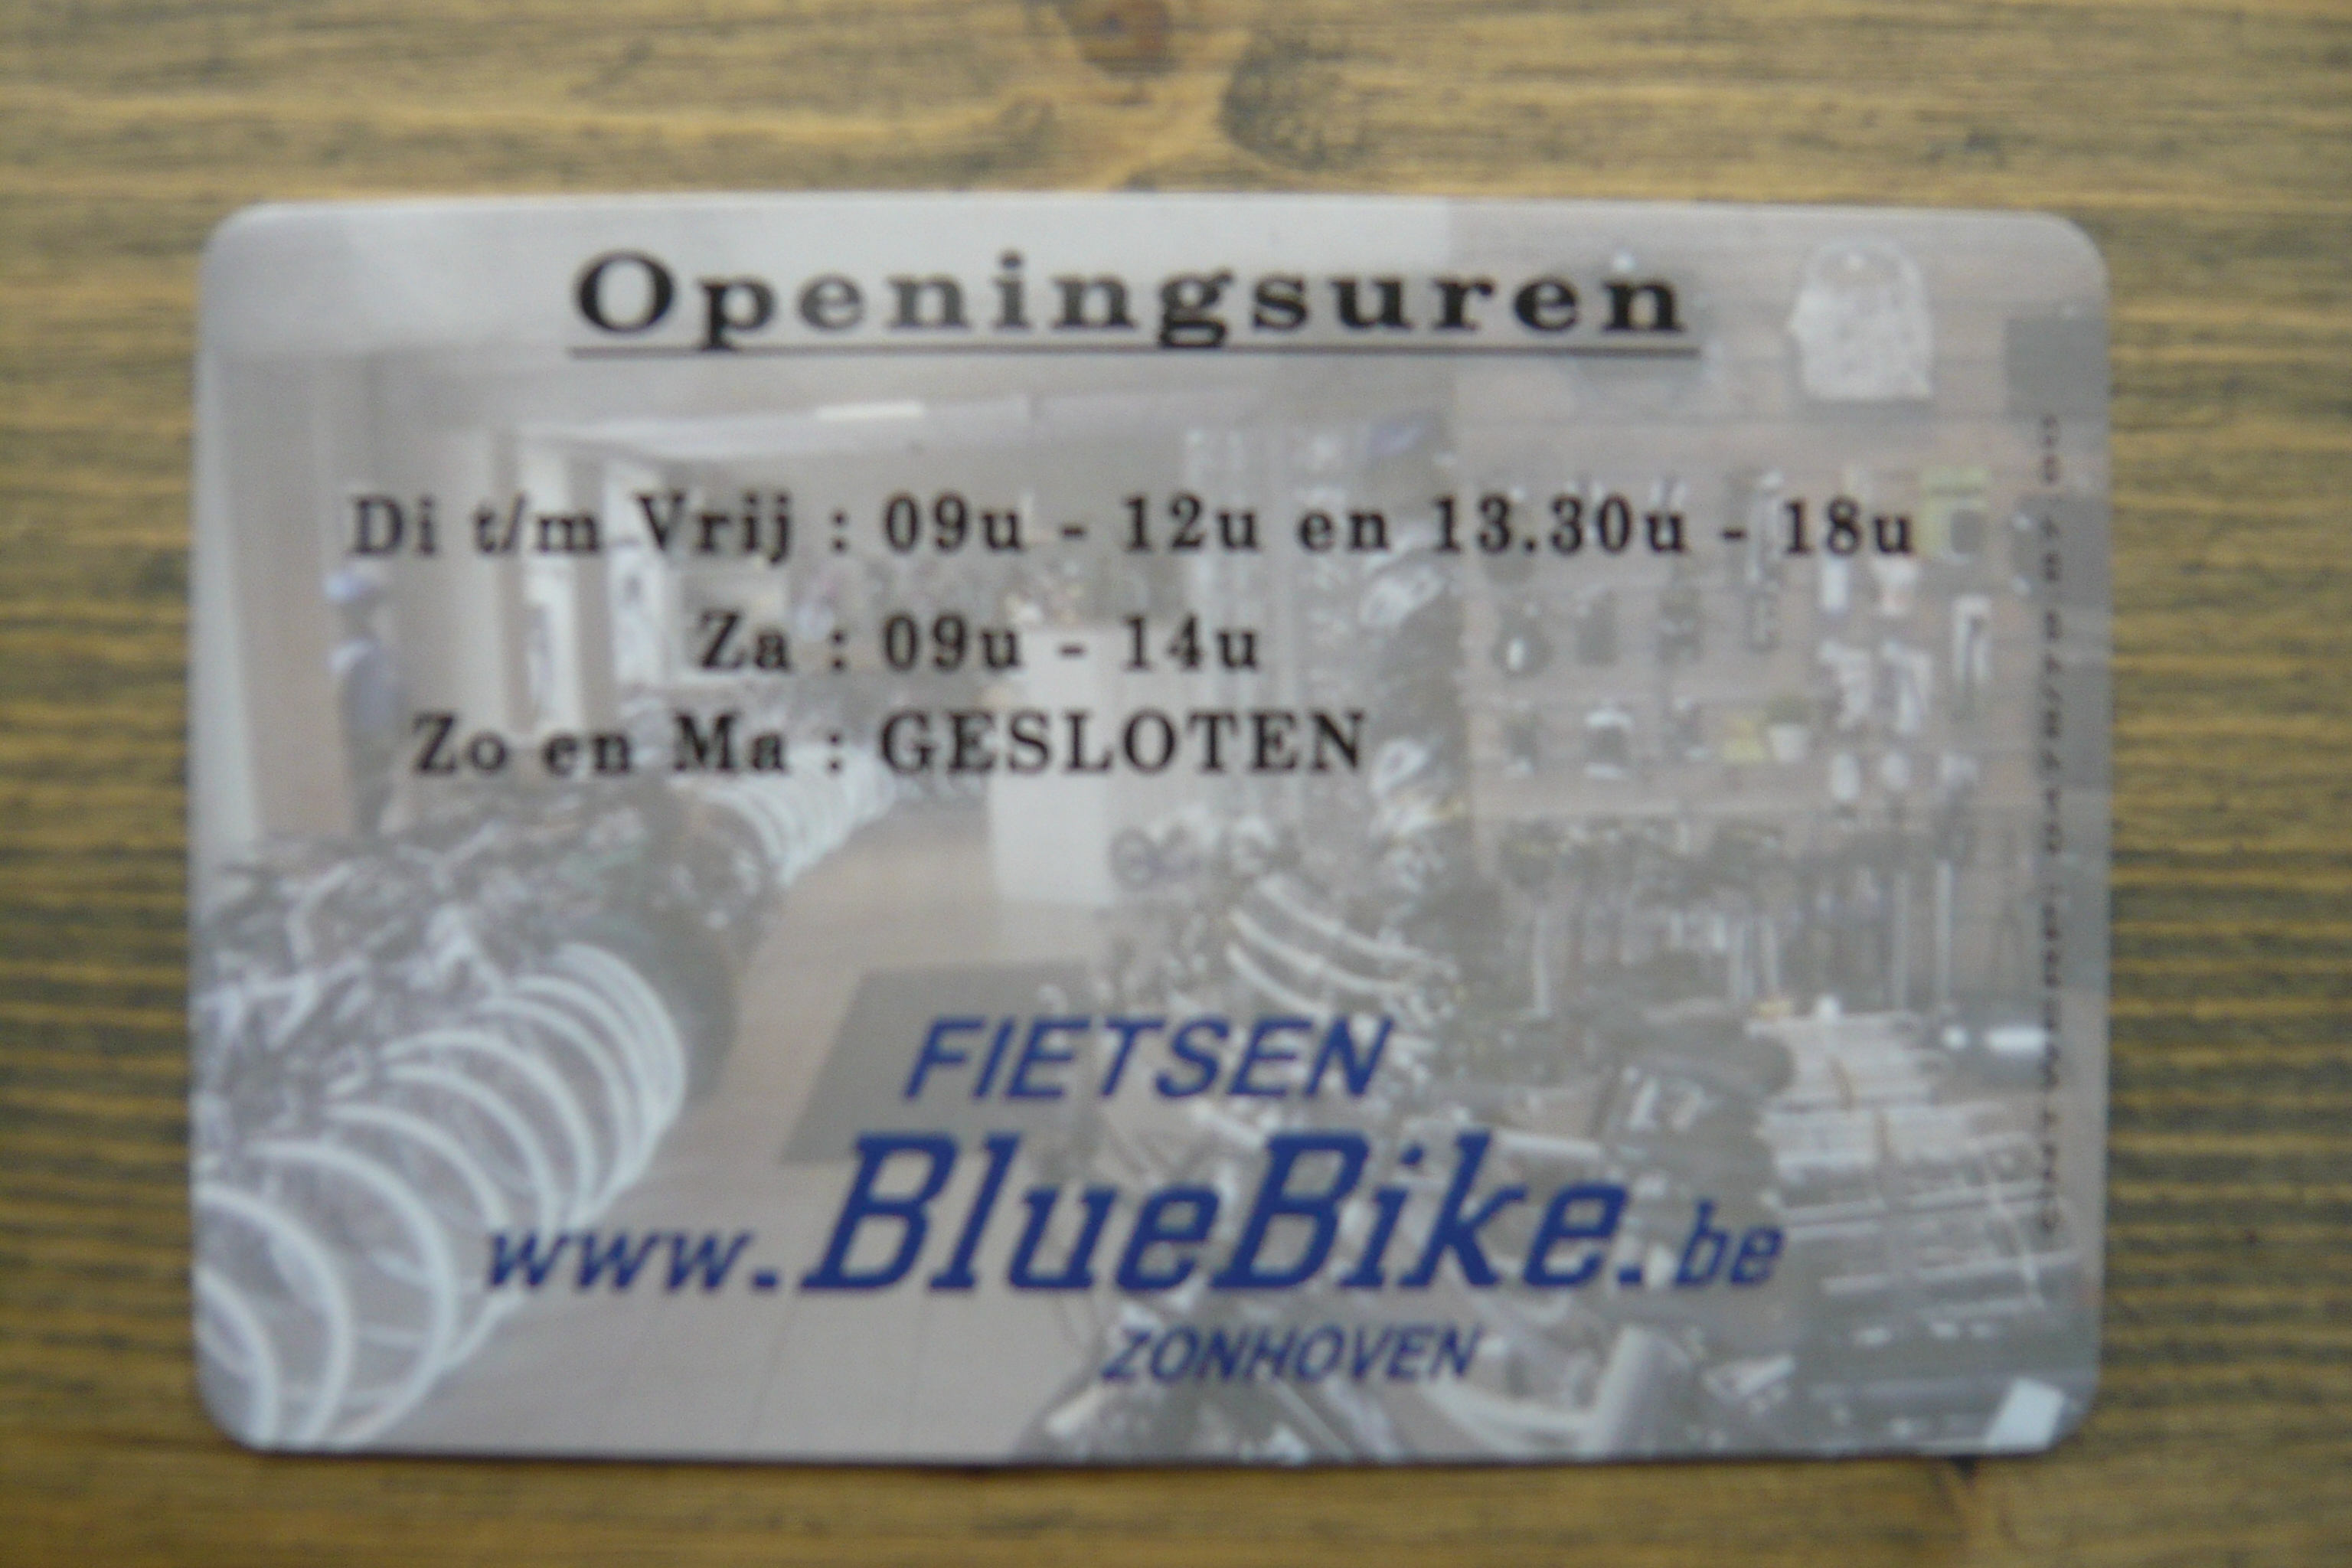 Openingsuren
Di t/m Vrij : 09u - 12u en 13.30u - 18u
Za : 09u - 14u
Zo en Ma : GESLOTEN
FIETSEN
www.BlueBike.be
ZONHOVEN